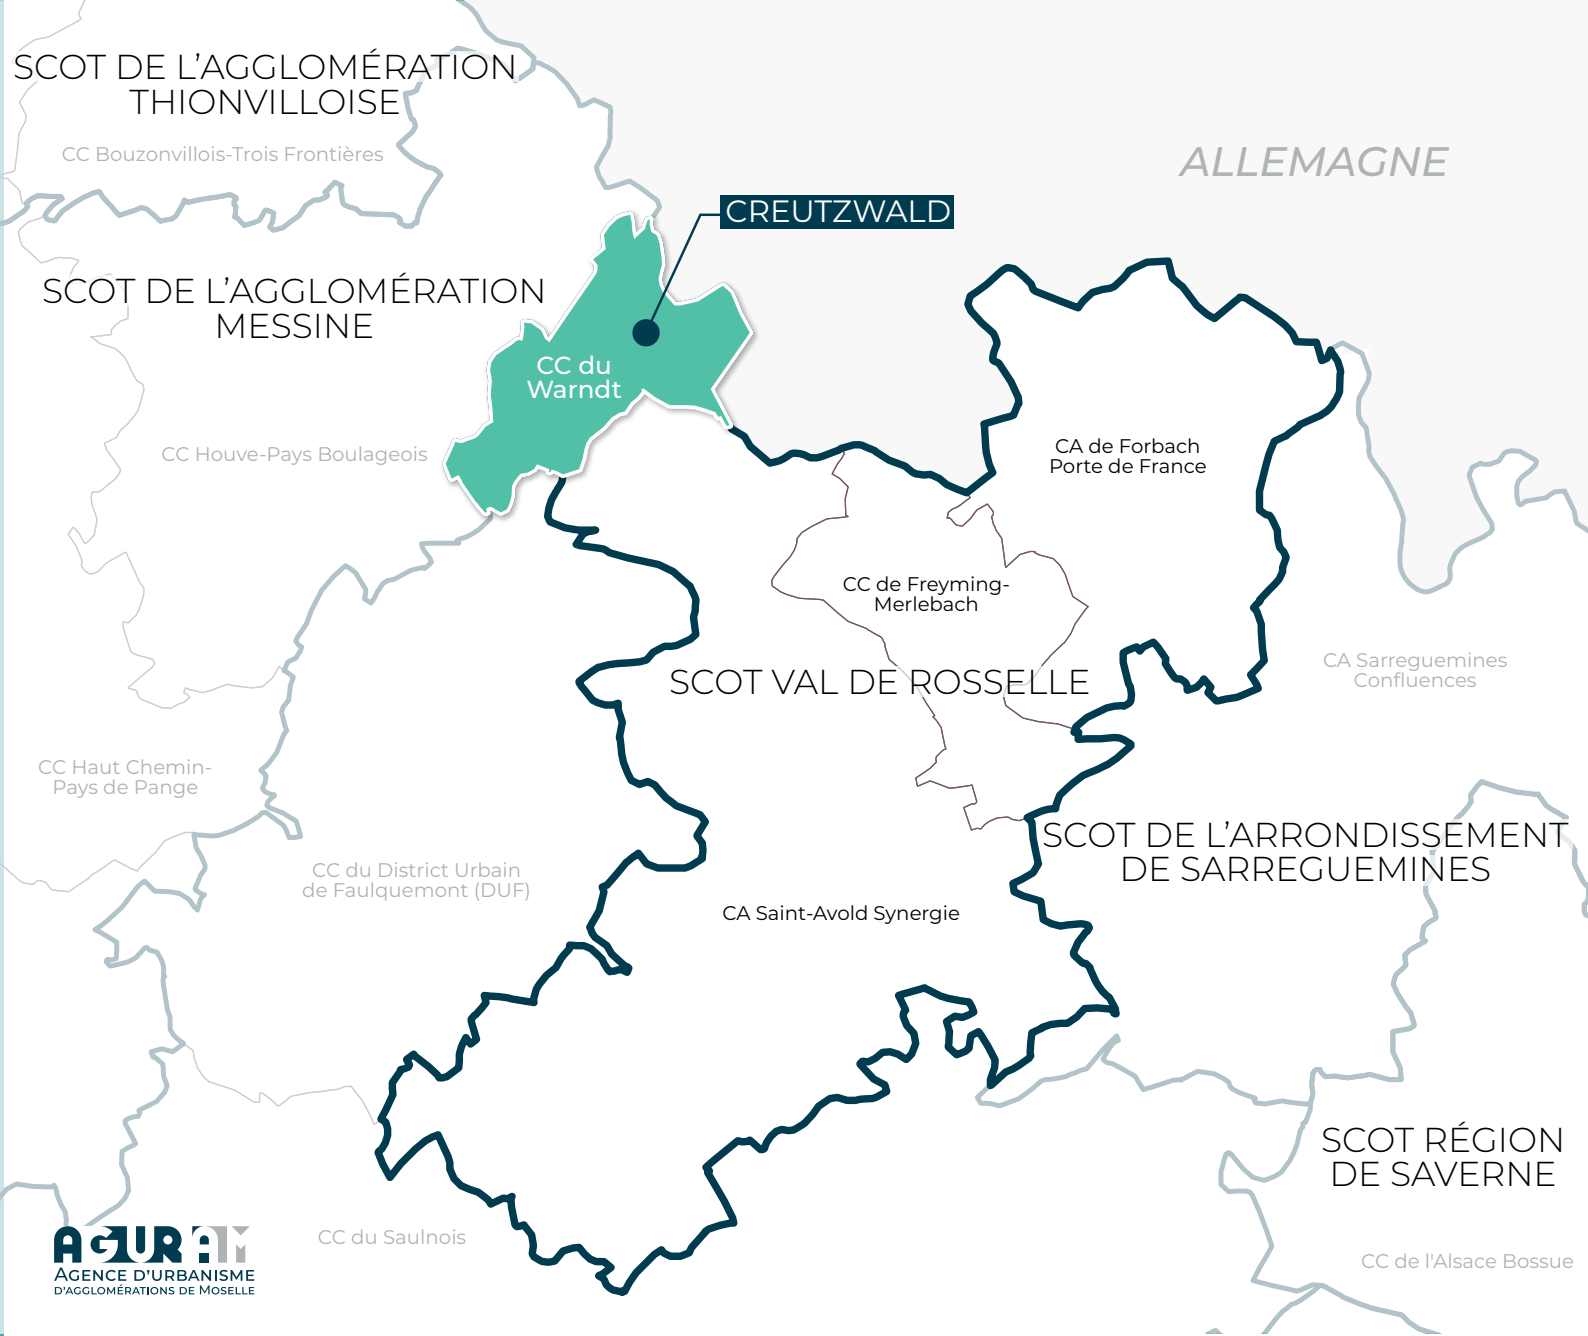 SCOT DE L'AGGLOMÉRATION
THIONVILLOISE
CC Bouzonvillois-Trois Frontières
ALLEMAGNE
CREUTZWALD
SCOT DE L'AGGLOMÉRATION
MESSINE
CC du
Warndt
CC Houve-Pays Boulageois
CA de Forbach
Porte de France
CC de Freyming-
Merlebach
SCOT VAL DE ROSSELLE
CA Sarreguemines
Confluences
CC Haut Chemin-
Pays de Pange
SCOT DE L'ARRONDISSEMENT
DE SARREGUEMINES
CC du District Urbain
de Faulquemont (DUF)
CA Saint-Avold Synergie
SCOT RÉGION
DE SAVERNE
CC du Saulnois
CC de l'Alsace Bossue
AGURAM
AGENCE D'URBANISME
D'AGGLOMÉRATIONS DE MOSELLE